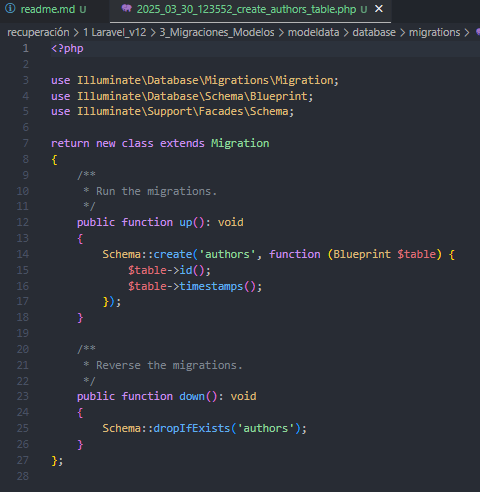 readme.md U 2025_03_30_123552_create_authors_table.php U
recuperación > 1 Laravel_v12 > 3_Migraciones_Modelos > modeldata > database > migrations >
1 <?php
2
3 use Illuminate\Database\Migrations\Migration;
4 use Illuminate\Database\Schema\Blueprint;
5 use Illuminate\Support\Facades\Schema;
6
7 return new class extends Migration
8 {
9     /**
10      * Run the migrations.
11      */
12     public function up(): void
13     {
14         Schema::create('authors', function (Blueprint $table) {
15             $table->id();
16             $table->timestamps();
17         });
18     }
19
20     /**
21      * Reverse the migrations.
22      */
23     public function down(): void
24     {
25         Schema::dropIfExists('authors');
26     }
27 };
28